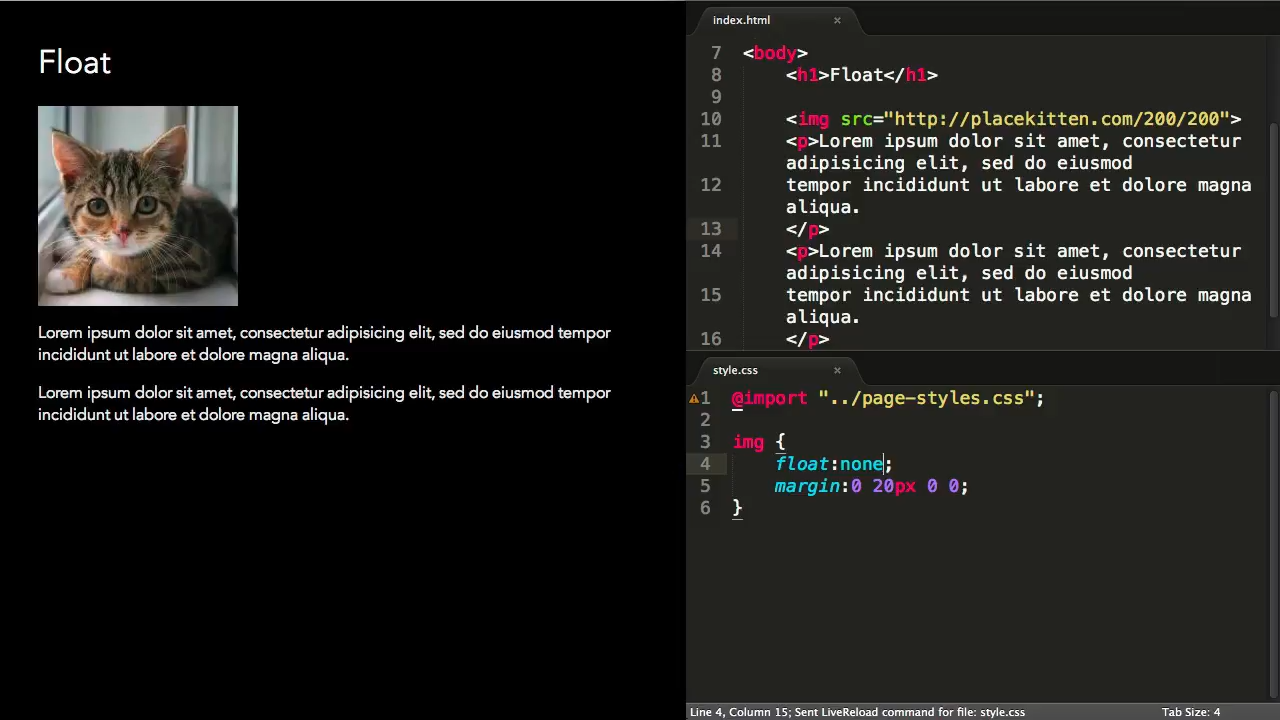 Float
Lorem ipsum dolor sit amet, consectetur adipisicing elit, sed do eiusmod tempor
incididunt ut labore et dolore magna aliqua.
Lorem ipsum dolor sit amet, consectetur adipisicing elit, sed do eiusmod tempor
incididunt ut labore et dolore magna aliqua.
index.html ×
7 <body>
8 <h1>Float</h1>
9
10 <img src="http://placekitten.com/200/200">
11 <p>Lorem ipsum dolor sit amet, consectetur
adipisicing elit, sed do eiusmod
12 tempor incididunt ut labore et dolore magna
aliqua.
13 </p>
14 <p>Lorem ipsum dolor sit amet, consectetur
adipisicing elit, sed do eiusmod
15 tempor incididunt ut labore et dolore magna
aliqua.
16 </p>
style.css ×
1 @import "../page-styles.css";
2
3 img {
4 float:none;
5 margin:0 20px 0 0;
6 }
Line 4, Column 15; Sent LiveReload command for file: style.css Tab Size: 4